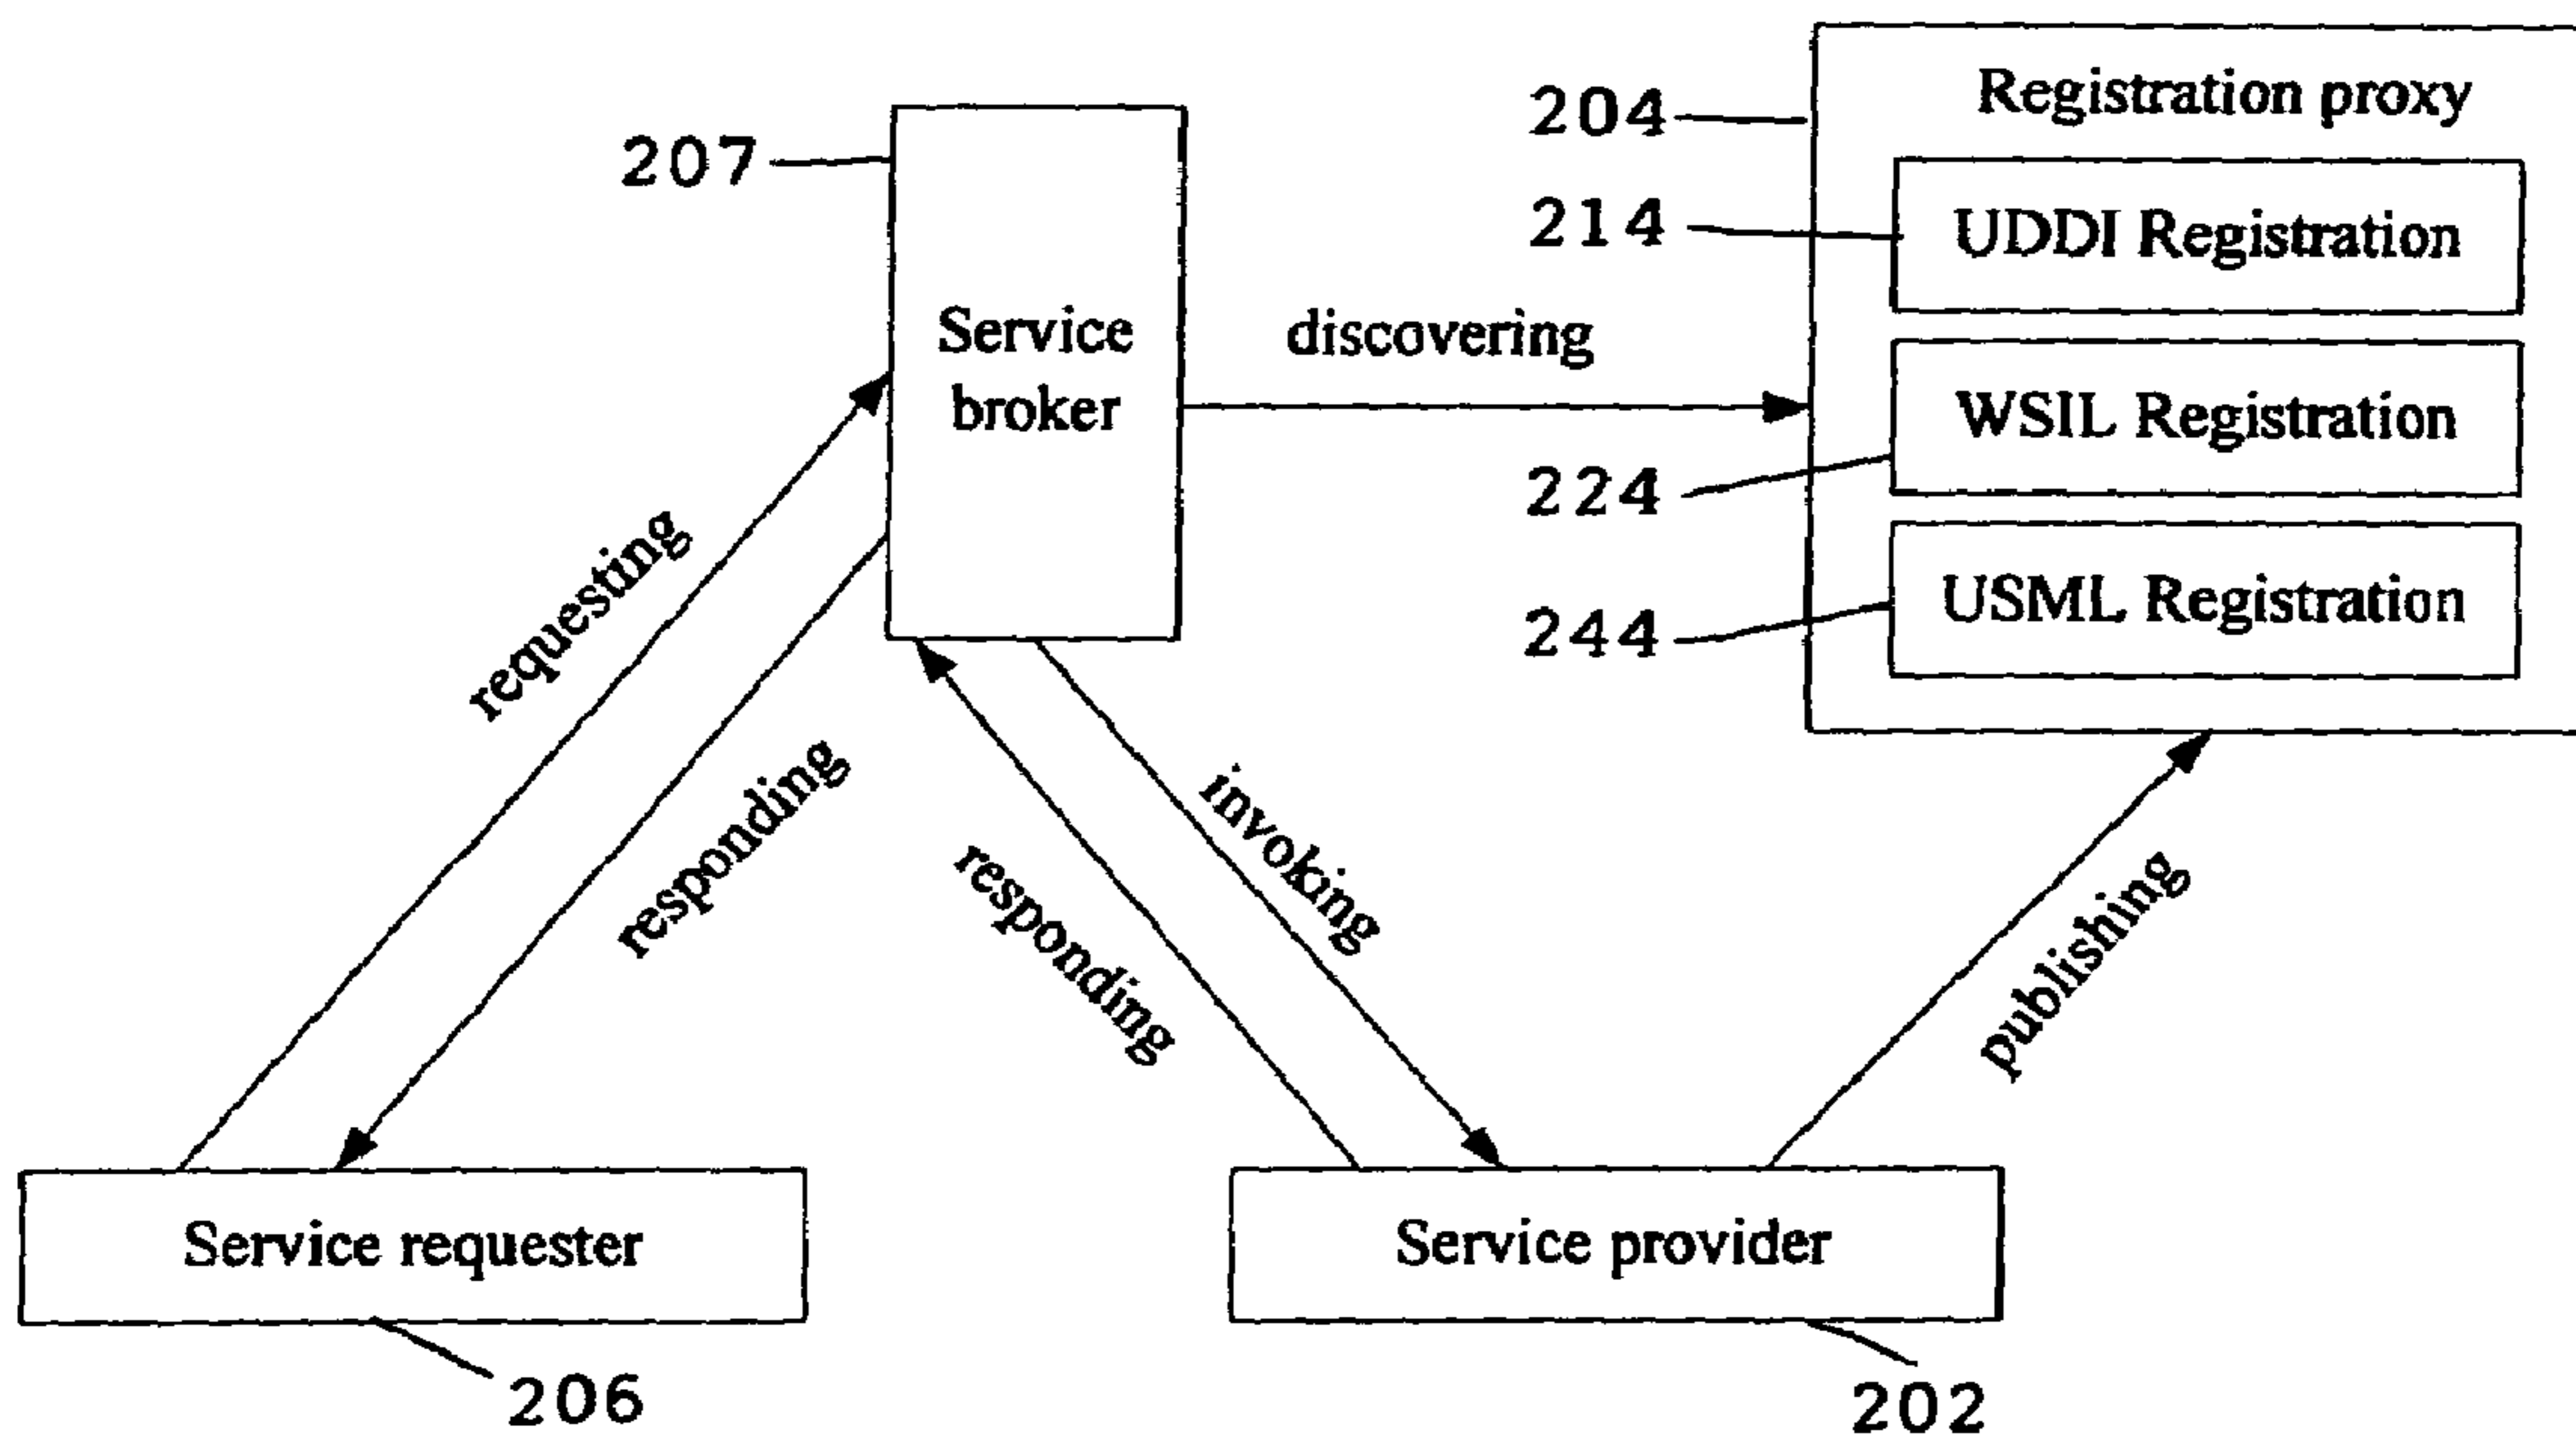 Registration proxy
204
207
214
UDDI Registration
Service
broker
discovering
WSIL Registration
224
requesting
USML Registration
244
responding
invoking
responding
publishing
Service requester
Service provider
206
202